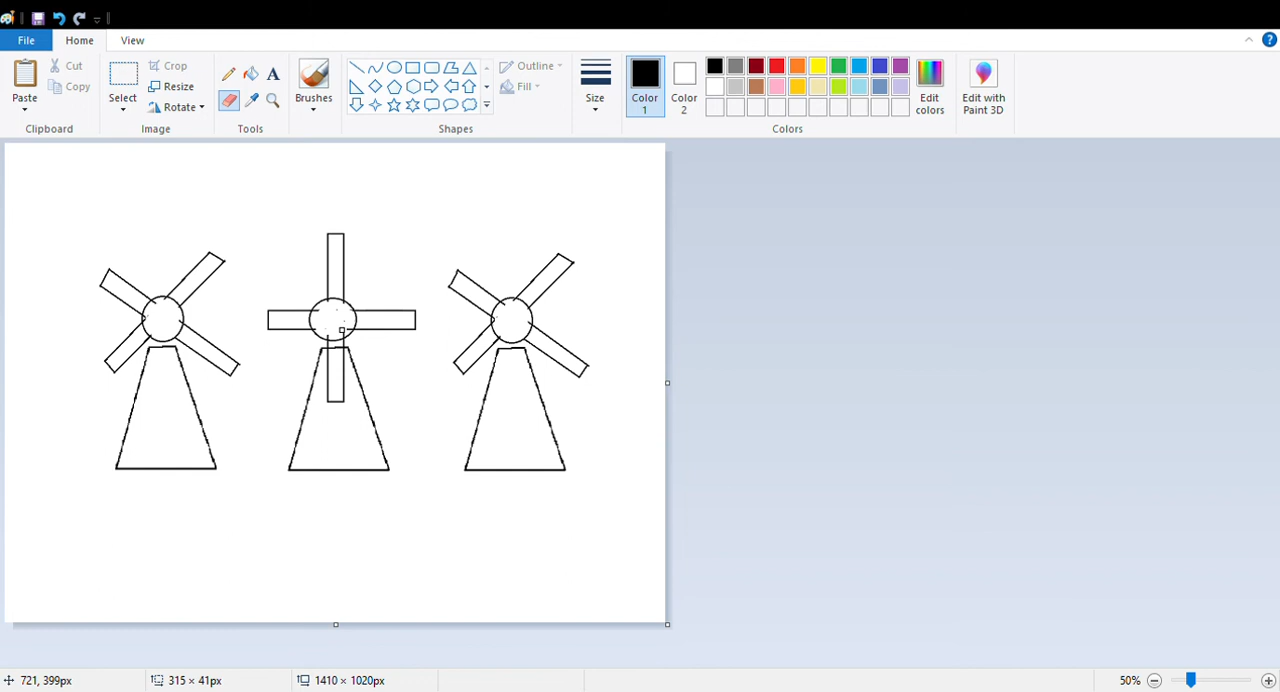 File Home View
Paste
Cut
Copy
Clipboard
Select
Crop
Resize
Rotate
Image
A
Tools
Brushes
Outline
Fill
Shapes
Size
Color 1
Color 2
Edit colors
Colors
Edit with Paint 3D
?
721, 399px 315 × 41px 1410 × 1020px 50%